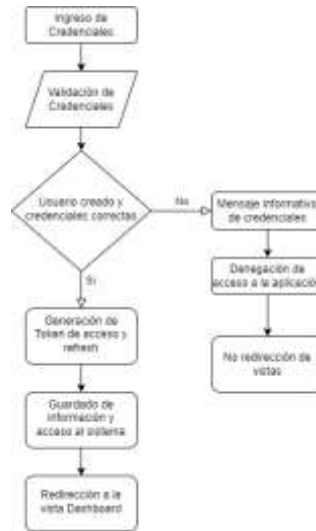 Ingreso de
Credenciales
Validación de
Credenciales
Usuario creado y
credenciales correctas
No
Mensaje informativo
de credenciales
Denegación de
acceso a la aplicación
No redirección de
vistas
Si
Generación de
Token de access y
refresh
Guardado de
información y
acceso al sistema
Redirección a la
vista Dashboard